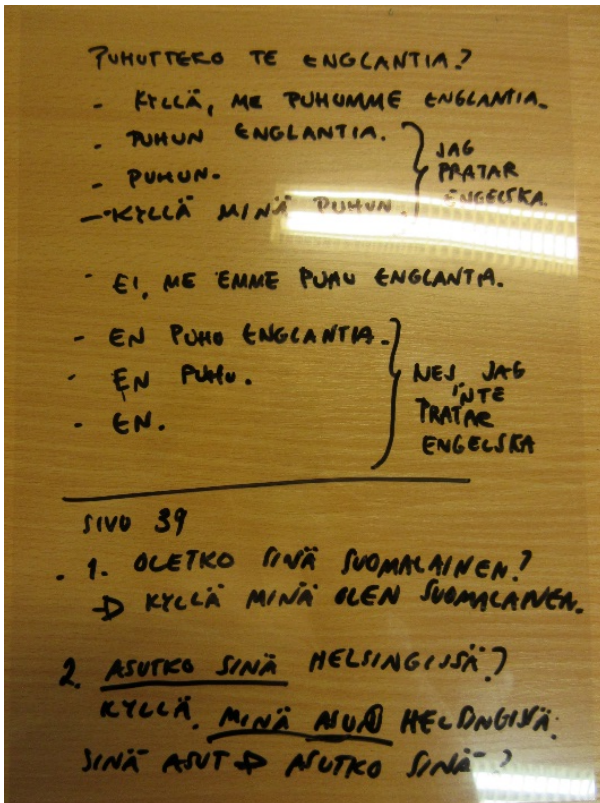 PUHUTTEKO TE ENGLANTIA?
- KYLLÄ, ME PUHUMME ENGLANTIA.
- PUHUN ENGLANTIA.
- PUHUN.
- KYLLÄ MINÄ PUHUN.
JAG
PRATAR
ENGELSKA
- EI, ME EMME PUHU ENGLANTIA.
- EN PUHU ENGLANTIA.
- EN PUHU.
- EN.
NEJ JAG
INTE
PRATAR
ENGELSKA
SIVU 39
. 1. OLETKO SINÄ SUOMALAINEN?
→ KYLLÄ MINÄ OLEN SUOMALAINEN.
2. ASUTKO SINÄ HELSINGISSÄ?
KYLLÄ. MINÄ ASUN HELSINGISSÄ.
SINÄ ASUT → ASUTKO SINÄ?